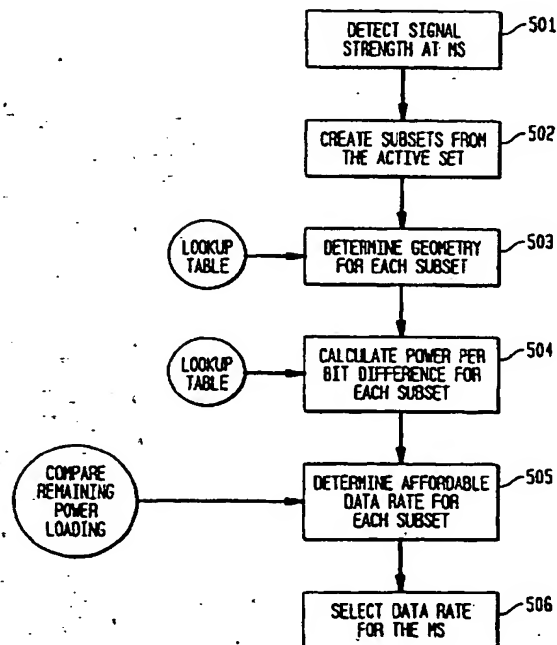 DETECT SIGNAL
STRENGTH AT MS
501
CREATE SUBSETS FROM
THE ACTIVE SET
502
LOOKUP
TABLE
DETERMINE GEOMETRY
FOR EACH SUBSET
503
LOOKUP
TABLE
CALCULATE POWER PER
BIT DIFFERENCE FOR
EACH SUBSET
504
COMPARE
REMAINING
POWER
LOADING
DETERMINE AFFORDABLE
DATA RATE FOR
EACH SUBSET
505
SELECT DATA RATE
FOR THE MS
506